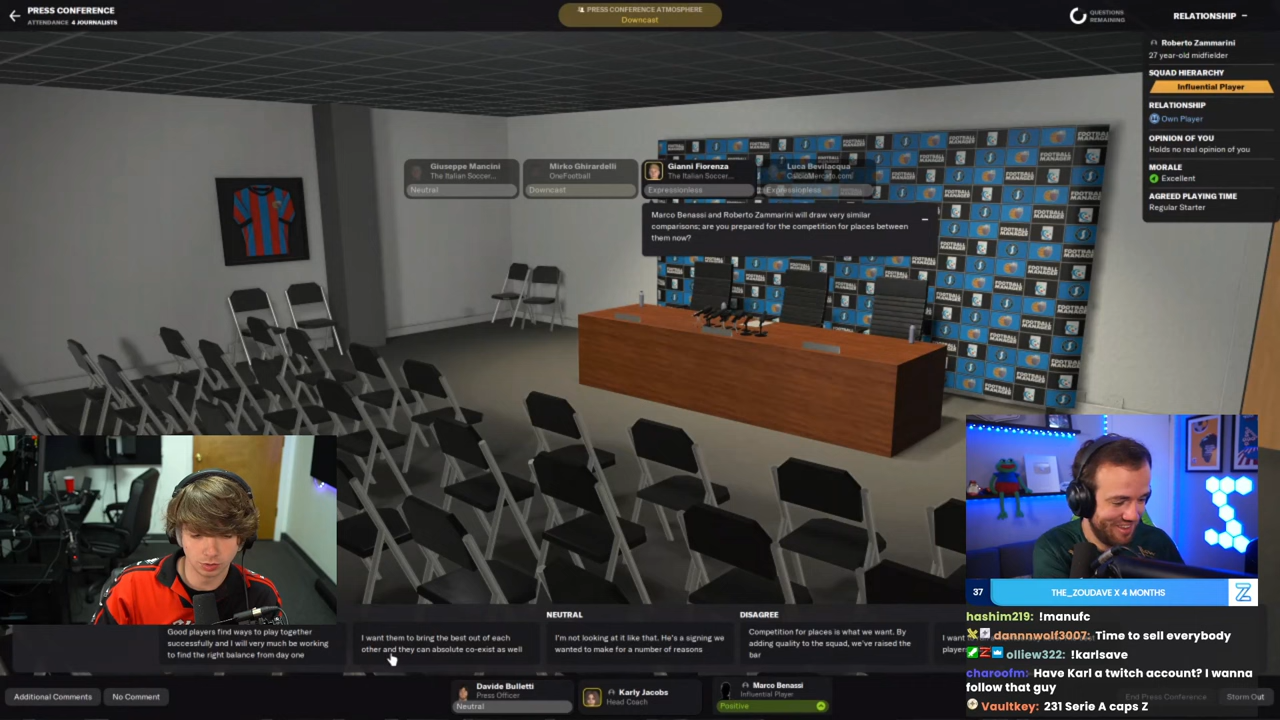 PRESS CONFERENCE
ATTENDANCE 4 JOURNALISTS
PRESS CONFERENCE ATMOSPHERE
Downcast
QUESTIONS
REMAINING
RELATIONSHIP
Roberto Zammarini
27 year-old midfielder
SQUAD HIERARCHY
Influential Player
RELATIONSHIP
Own Player
OPINION OF YOU
Holds no real opinion of you
MORALE
Excellent
AGREED PLAYING TIME
Regular Starter
Giuseppe Mancini
The Italian Soccer...
Neutral
Mirko Ghirardelli
OneFootball
Downcast
Gianni Fiorenza
The Italian Soccer...
Expressionless
Luca Bevilacqua
CalcioMercato.com
Expressionless
Marco Benassi and Roberto Zammarini will draw very similar
comparisons; are you prepared for the competition for places between
them now?
FOOTBALL
MANAGER
NEUTRAL
DISAGREE
Good players find ways to play together
successfully and I will very much be working
to find the right balance from day one
I want them to bring the best out of each
other and they can absolute co-exist as well
I'm not looking at it like that. He's a signing we
wanted to make for a number of reasons
Competition for places is what we want. By
adding quality to the squad, we've raised the
bar
I want
players
Additional Comments
No Comment
Davide Bulletti
Press Officer
Neutral
Karly Jacobs
Head Coach
Marco Benassi
Influential Player
Positive
End Press Conference
Storm Out
37
THE_ZOUDAVE X 4 MONTHS
Z
hashim219: !manufc
dannnwolf3007: Time to sell everybody
olliew322: !karlsave
charoofm: Have Karl a twitch account? I wanna
follow that guy
Vaultkey: 231 Serie A caps Z